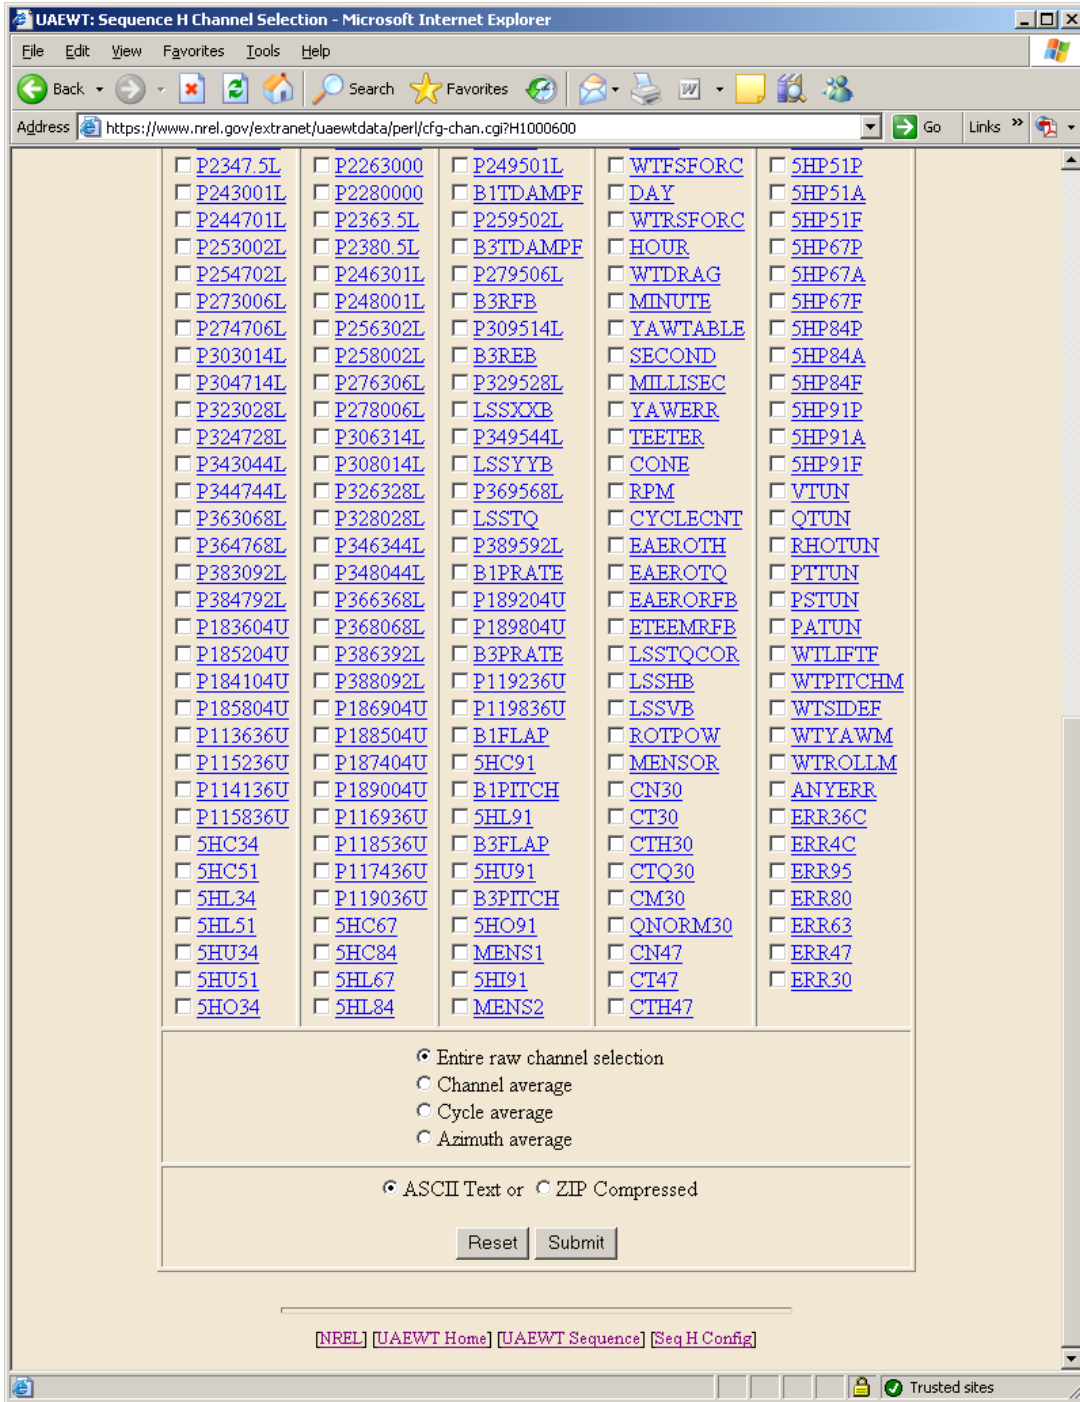 UAEWT: Sequence H Channel Selection - Microsoft Internet Explorer
File Edit View Favorites Tools Help
Back Search Favorites
Address https://www.nrel.gov/extranet/uaewtdata/perl/cfg-chan.cgi?H1000600 Go Links »
P2347.5L P2263000 P249501L WTFSFORC 5HP51P
P243001L P2280000 B1TDAMPF DAY 5HP51A
P244701L P2363.5L P259502L WTRSFORC 5HP51F
P253002L P2380.5L B3TDAMPF HOUR 5HP67P
P254702L P246301L P279506L WTDRAG 5HP67A
P273006L P248001L B3RFB MINUTE 5HP67F
P274706L P256302L P309514L YAWTABLE 5HP84P
P303014L P258002L B3REB SECOND 5HP84A
P304714L P276306L P329528L MILLISEC 5HP84F
P323028L P278006L LSSXXB YAWERR 5HP91P
P324728L P306314L P349544L TEETER 5HP91A
P343044L P308014L LSSYYB CONE 5HP91F
P344744L P326328L P369568L RPM VTUN
P363068L P328028L LSSTQ CYCLECNT QTUN
P364768L P346344L P389592L EAEROTH RHOTUN
P383092L P348044L B1PRATE EAEROTQ PTTUN
P384792L P366368L P189204U EAERORFB PSTUN
P183604U P368068L P189804U ETEEMRFB PATUN
P185204U P386392L B3PRATE LSSTQCOR WTLIFTF
P184104U P388092L P119236U LSSHB WTPITCHM
P185804U P186904U P119836U LSSVB WTSIDEF
P113636U P188504U B1FLAP ROTPOW WTYAWM
P115236U P187404U 5HC91 MENSOR WTROLLM
P114136U P189004U B1PITCH CN30 ANYERR
P115836U P116936U 5HL91 CT30 ERR36C
5HC34 P118536U B3FLAP CTH30 ERR4C
5HC51 P117436U 5HU91 CTQ30 ERR95
5HL34 P119036U B3PITCH CM30 ERR80
5HL51 5HC67 5HO91 QNORM30 ERR63
5HU34 5HC84 MENS1 CN47 ERR47
5HU51 5HL67 5HI91 CT47 ERR30
5HO34 5HL84 MENS2 CTH47
Entire raw channel selection
Channel average
Cycle average
Azimuth average
ASCII Text or ZIP Compressed
Reset Submit
[NREL] [UAEWT Home] [UAEWT Sequence] [Seq H Config]
Trusted sites